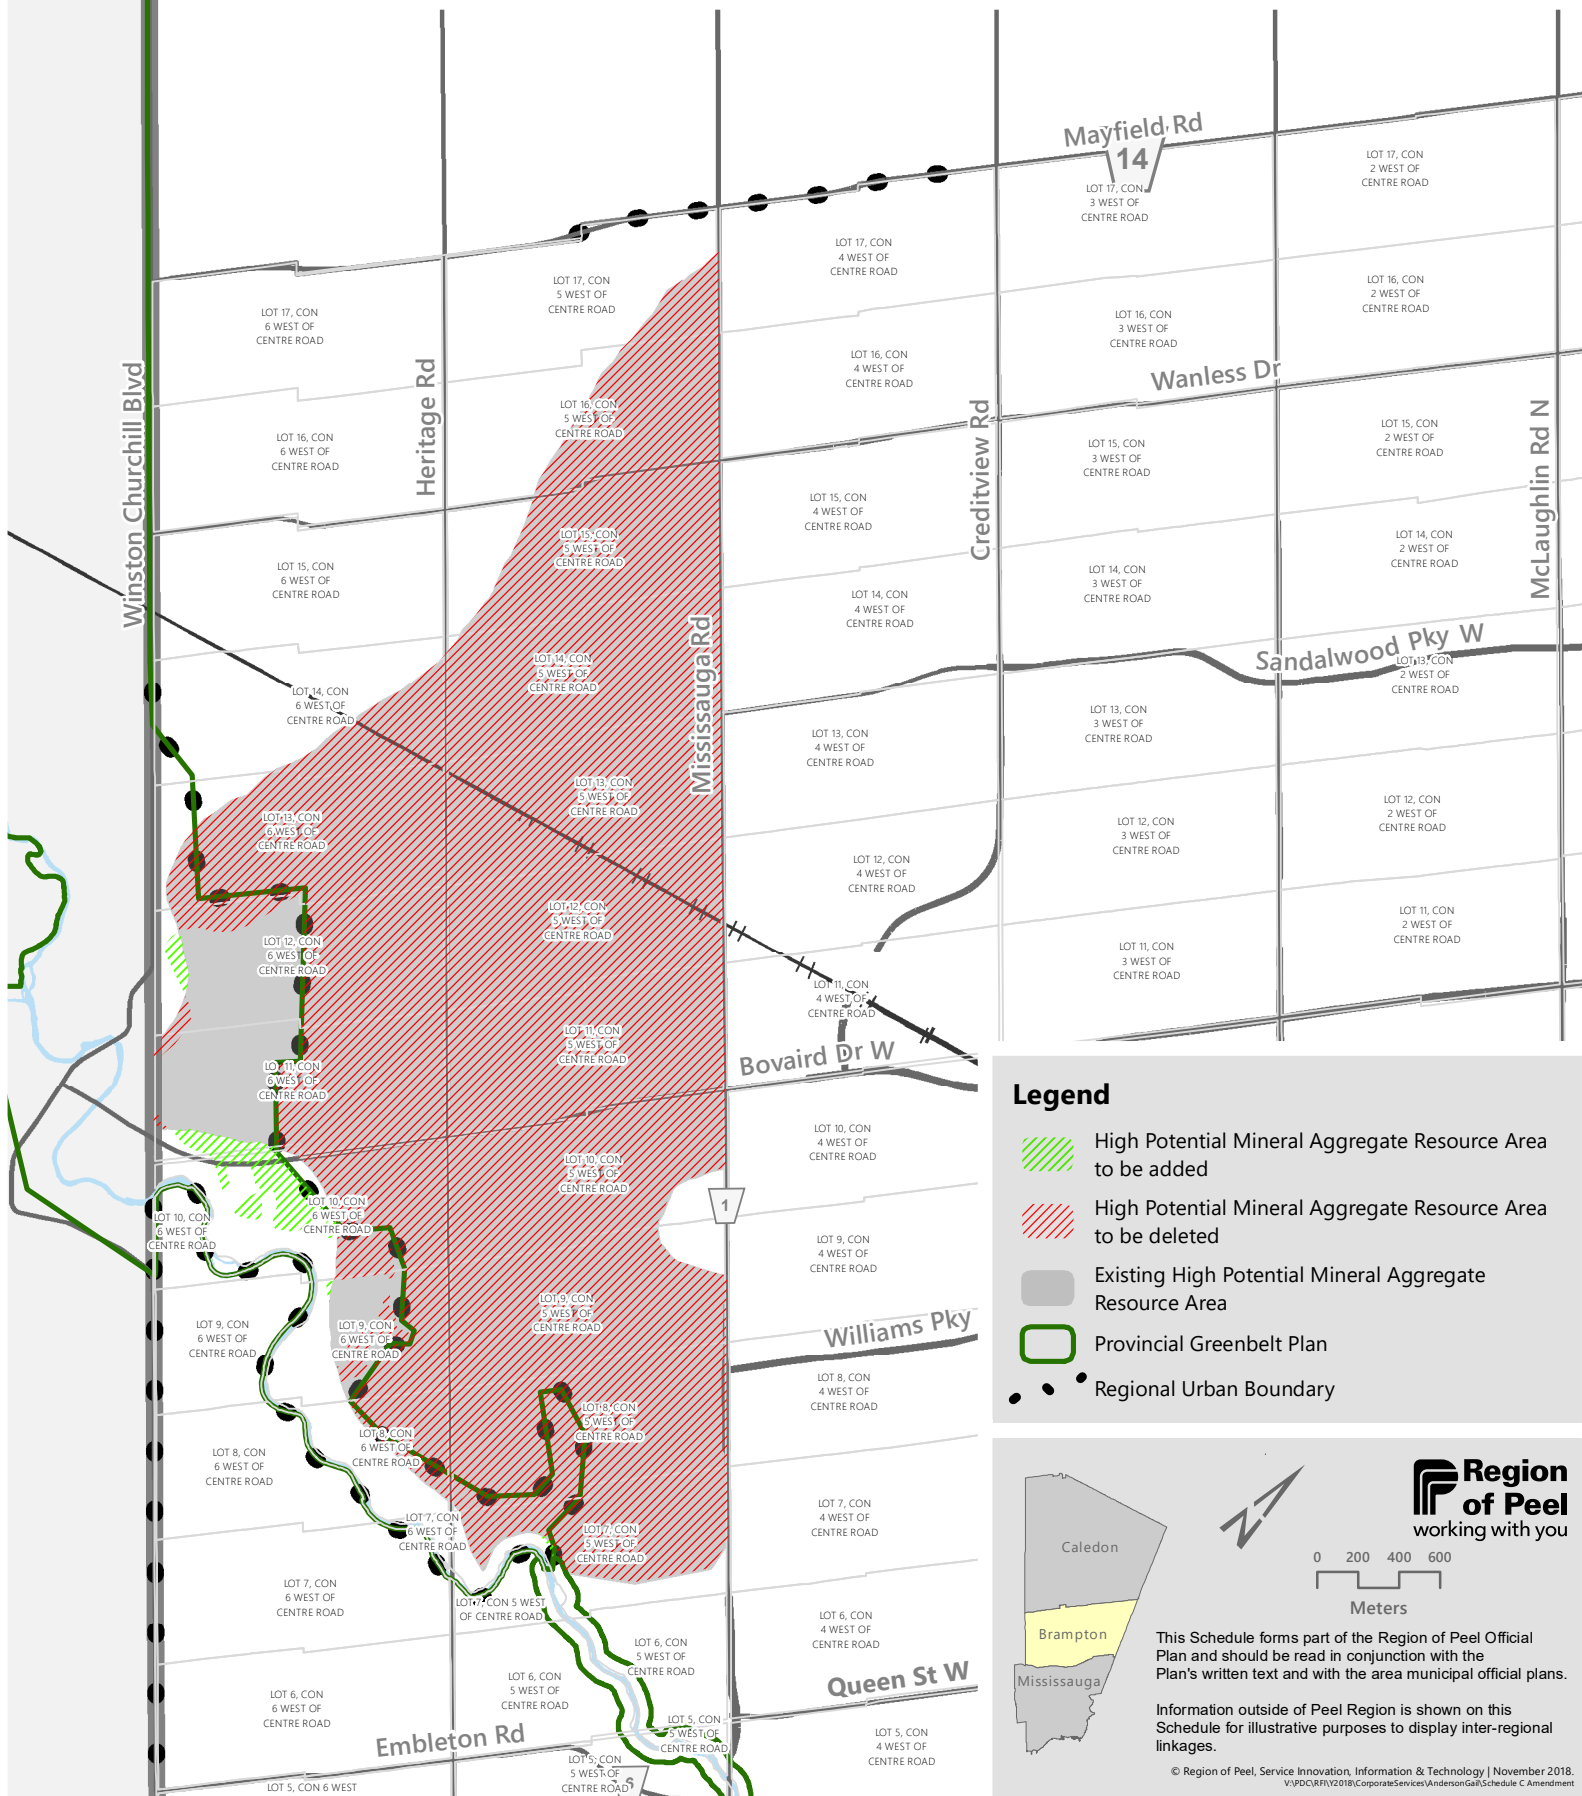 Mayfield Rd
14
LOT 17, CON
2 WEST OF
CENTRE ROAD
LOT 17, CON
3 WEST OF
CENTRE ROAD
LOT 17, CON
4 WEST OF
CENTRE ROAD
LOT 17, CON
5 WEST OF
CENTRE ROAD
LOT 17, CON
6 WEST OF
CENTRE ROAD
LOT 16, CON
2 WEST OF
CENTRE ROAD
LOT 16, CON
3 WEST OF
CENTRE ROAD
LOT 16, CON
4 WEST OF
CENTRE ROAD
Wanless Dr
Winston Churchill Blvd
Heritage Rd
Creditview Rd
McLaughlin Rd N
LOT 16, CON
5 WEST OF
CENTRE ROAD
LOT 16, CON
6 WEST OF
CENTRE ROAD
LOT 15, CON
2 WEST OF
CENTRE ROAD
LOT 15, CON
3 WEST OF
CENTRE ROAD
LOT 15, CON
4 WEST OF
CENTRE ROAD
LOT 15, CON
5 WEST OF
CENTRE ROAD
LOT 15, CON
6 WEST OF
CENTRE ROAD
LOT 14, CON
2 WEST OF
CENTRE ROAD
LOT 14, CON
3 WEST OF
CENTRE ROAD
LOT 14, CON
4 WEST OF
CENTRE ROAD
Sandalwood Pky W
Mississauga Rd
LOT 14, CON
5 WEST OF
CENTRE ROAD
LOT 14, CON
6 WEST OF
CENTRE ROAD
LOT 13, CON
2 WEST OF
CENTRE ROAD
LOT 13, CON
3 WEST OF
CENTRE ROAD
LOT 13, CON
4 WEST OF
CENTRE ROAD
LOT 13, CON
5 WEST OF
CENTRE ROAD
LOT 13, CON
6 WEST OF
CENTRE ROAD
LOT 12, CON
2 WEST OF
CENTRE ROAD
LOT 12, CON
3 WEST OF
CENTRE ROAD
LOT 12, CON
4 WEST OF
CENTRE ROAD
LOT 12, CON
5 WEST OF
CENTRE ROAD
LOT 12, CON
6 WEST OF
CENTRE ROAD
LOT 11, CON
2 WEST OF
CENTRE ROAD
LOT 11, CON
3 WEST OF
CENTRE ROAD
LOT 11, CON
4 WEST OF
CENTRE ROAD
LOT 11, CON
5 WEST OF
CENTRE ROAD
LOT 11, CON
6 WEST OF
CENTRE ROAD
Bovaird Dr W
LOT 10, CON
4 WEST OF
CENTRE ROAD
LOT 10, CON
5 WEST OF
CENTRE ROAD
LOT 10, CON
6 WEST OF
CENTRE ROAD
LOT 10, CON
6 WEST OF
CENTRE ROAD
1
LOT 9, CON
4 WEST OF
CENTRE ROAD
LOT 9, CON
5 WEST OF
CENTRE ROAD
LOT 9, CON
6 WEST OF
CENTRE ROAD
LOT 9, CON
6 WEST OF
CENTRE ROAD
Williams Pky
LOT 8, CON
4 WEST OF
CENTRE ROAD
LOT 8, CON
5 WEST OF
CENTRE ROAD
LOT 8, CON
6 WEST OF
CENTRE ROAD
LOT 8, CON
6 WEST OF
CENTRE ROAD
LOT 7, CON
4 WEST OF
CENTRE ROAD
LOT 7, CON
5 WEST OF
CENTRE ROAD
LOT 7, CON
6 WEST OF
CENTRE ROAD
LOT 7, CON
6 WEST OF
CENTRE ROAD
LOT 7, CON 5 WEST
OF CENTRE ROAD
LOT 6, CON
4 WEST OF
CENTRE ROAD
LOT 6, CON
5 WEST OF
CENTRE ROAD
LOT 6, CON
5 WEST OF
CENTRE ROAD
LOT 6, CON
6 WEST OF
CENTRE ROAD
Queen St W
Embleton Rd
LOT 5, CON
5 WEST OF
CENTRE ROAD
LOT 5, CON
4 WEST OF
CENTRE ROAD
LOT 5, CON
5 WEST OF
CENTRE ROAD
6
LOT 5, CON 6 WEST
Legend
High Potential Mineral Aggregate Resource Area
to be added
High Potential Mineral Aggregate Resource Area
to be deleted
Existing High Potential Mineral Aggregate
Resource Area
Provincial Greenbelt Plan
Regional Urban Boundary
Caledon
Brampton
Mississauga
N
Region
of Peel
working with you
0 200 400 600
Meters
This Schedule forms part of the Region of Peel Official
Plan and should be read in conjunction with the
Plan's written text and with the area municipal official plans.
Information outside of Peel Region is shown on this
Schedule for illustrative purposes to display inter-regional
linkages.
© Region of Peel, Service Innovation, Information & Technology | November 2018.
V:\PDC\RFI\Y2018\CorporateServices\AndersonGail\Schedule C Amendment